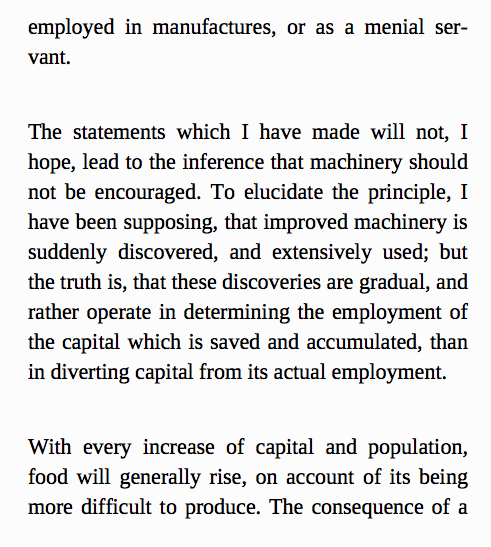 employed in manufactures, or as a menial ser-
vant.
The statements which I have made will not, I
hope, lead to the inference that machinery should
not be encouraged. To elucidate the principle, I
have been supposing, that improved machinery is
suddenly discovered, and extensively used; but
the truth is, that these discoveries are gradual, and
rather operate in determining the employment of
the capital which is saved and accumulated, than
in diverting capital from its actual employment.
With every increase of capital and population,
food will generally rise, on account of its being
more difficult to produce. The consequence of a